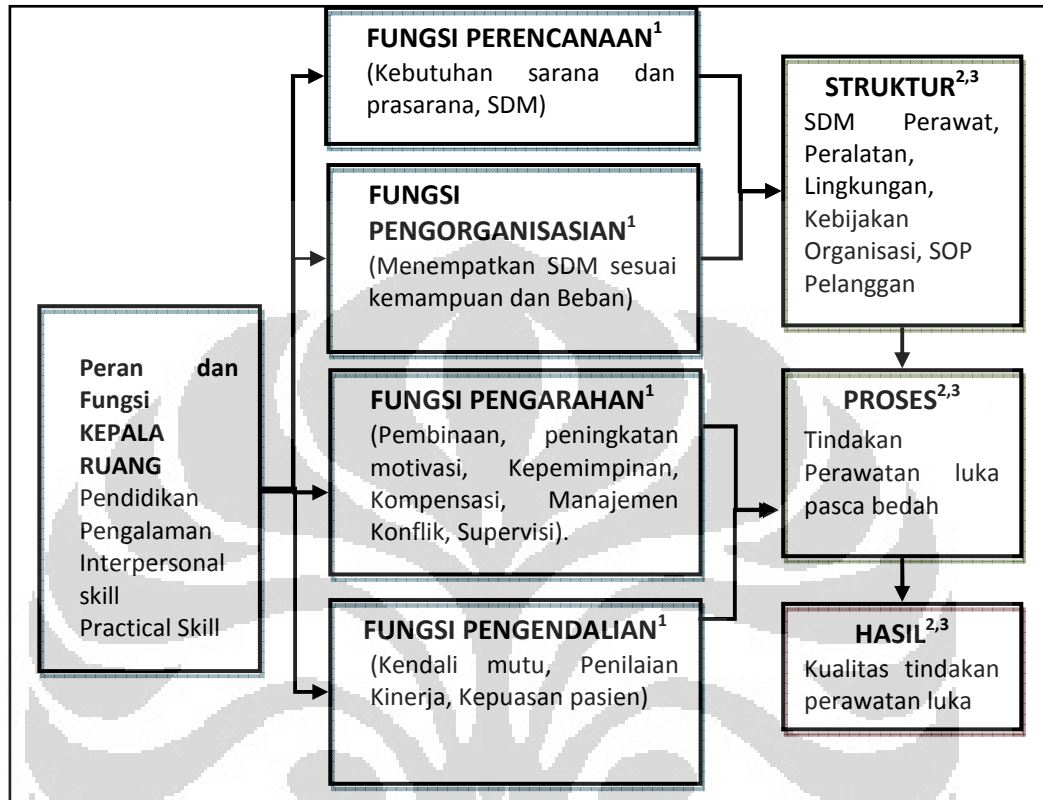 Peran dan
Fungsi
KEPALA
RUANG
Pendidikan
Pengalaman
Interpersonal
skill
Practical Skill
FUNGSI PERENCANAAN¹
(Kebutuhan sarana dan
prasarana, SDM)
FUNGSI
PENGORGANISASIAN¹
(Menempatkan SDM sesuai
kemampuan dan Beban)
FUNGSI PENGARAHAN¹
(Pembinaan, peningkatan
motivasi, Kepemimpinan,
Kompensasi, Manajemen
Konflik, Supervisi).
FUNGSI PENGENDALIAN¹
(Kendali mutu, Penilaian
Kinerja, Kepuasan pasien)
STRUKTUR²,³
SDM Perawat,
Peralatan,
Lingkungan,
Kebijakan
Organisasi, SOP
Pelanggan
PROSES²,³
Tindakan
Perawatan luka
pasca bedah
HASIL²,³
Kualitas tindakan
perawatan luka